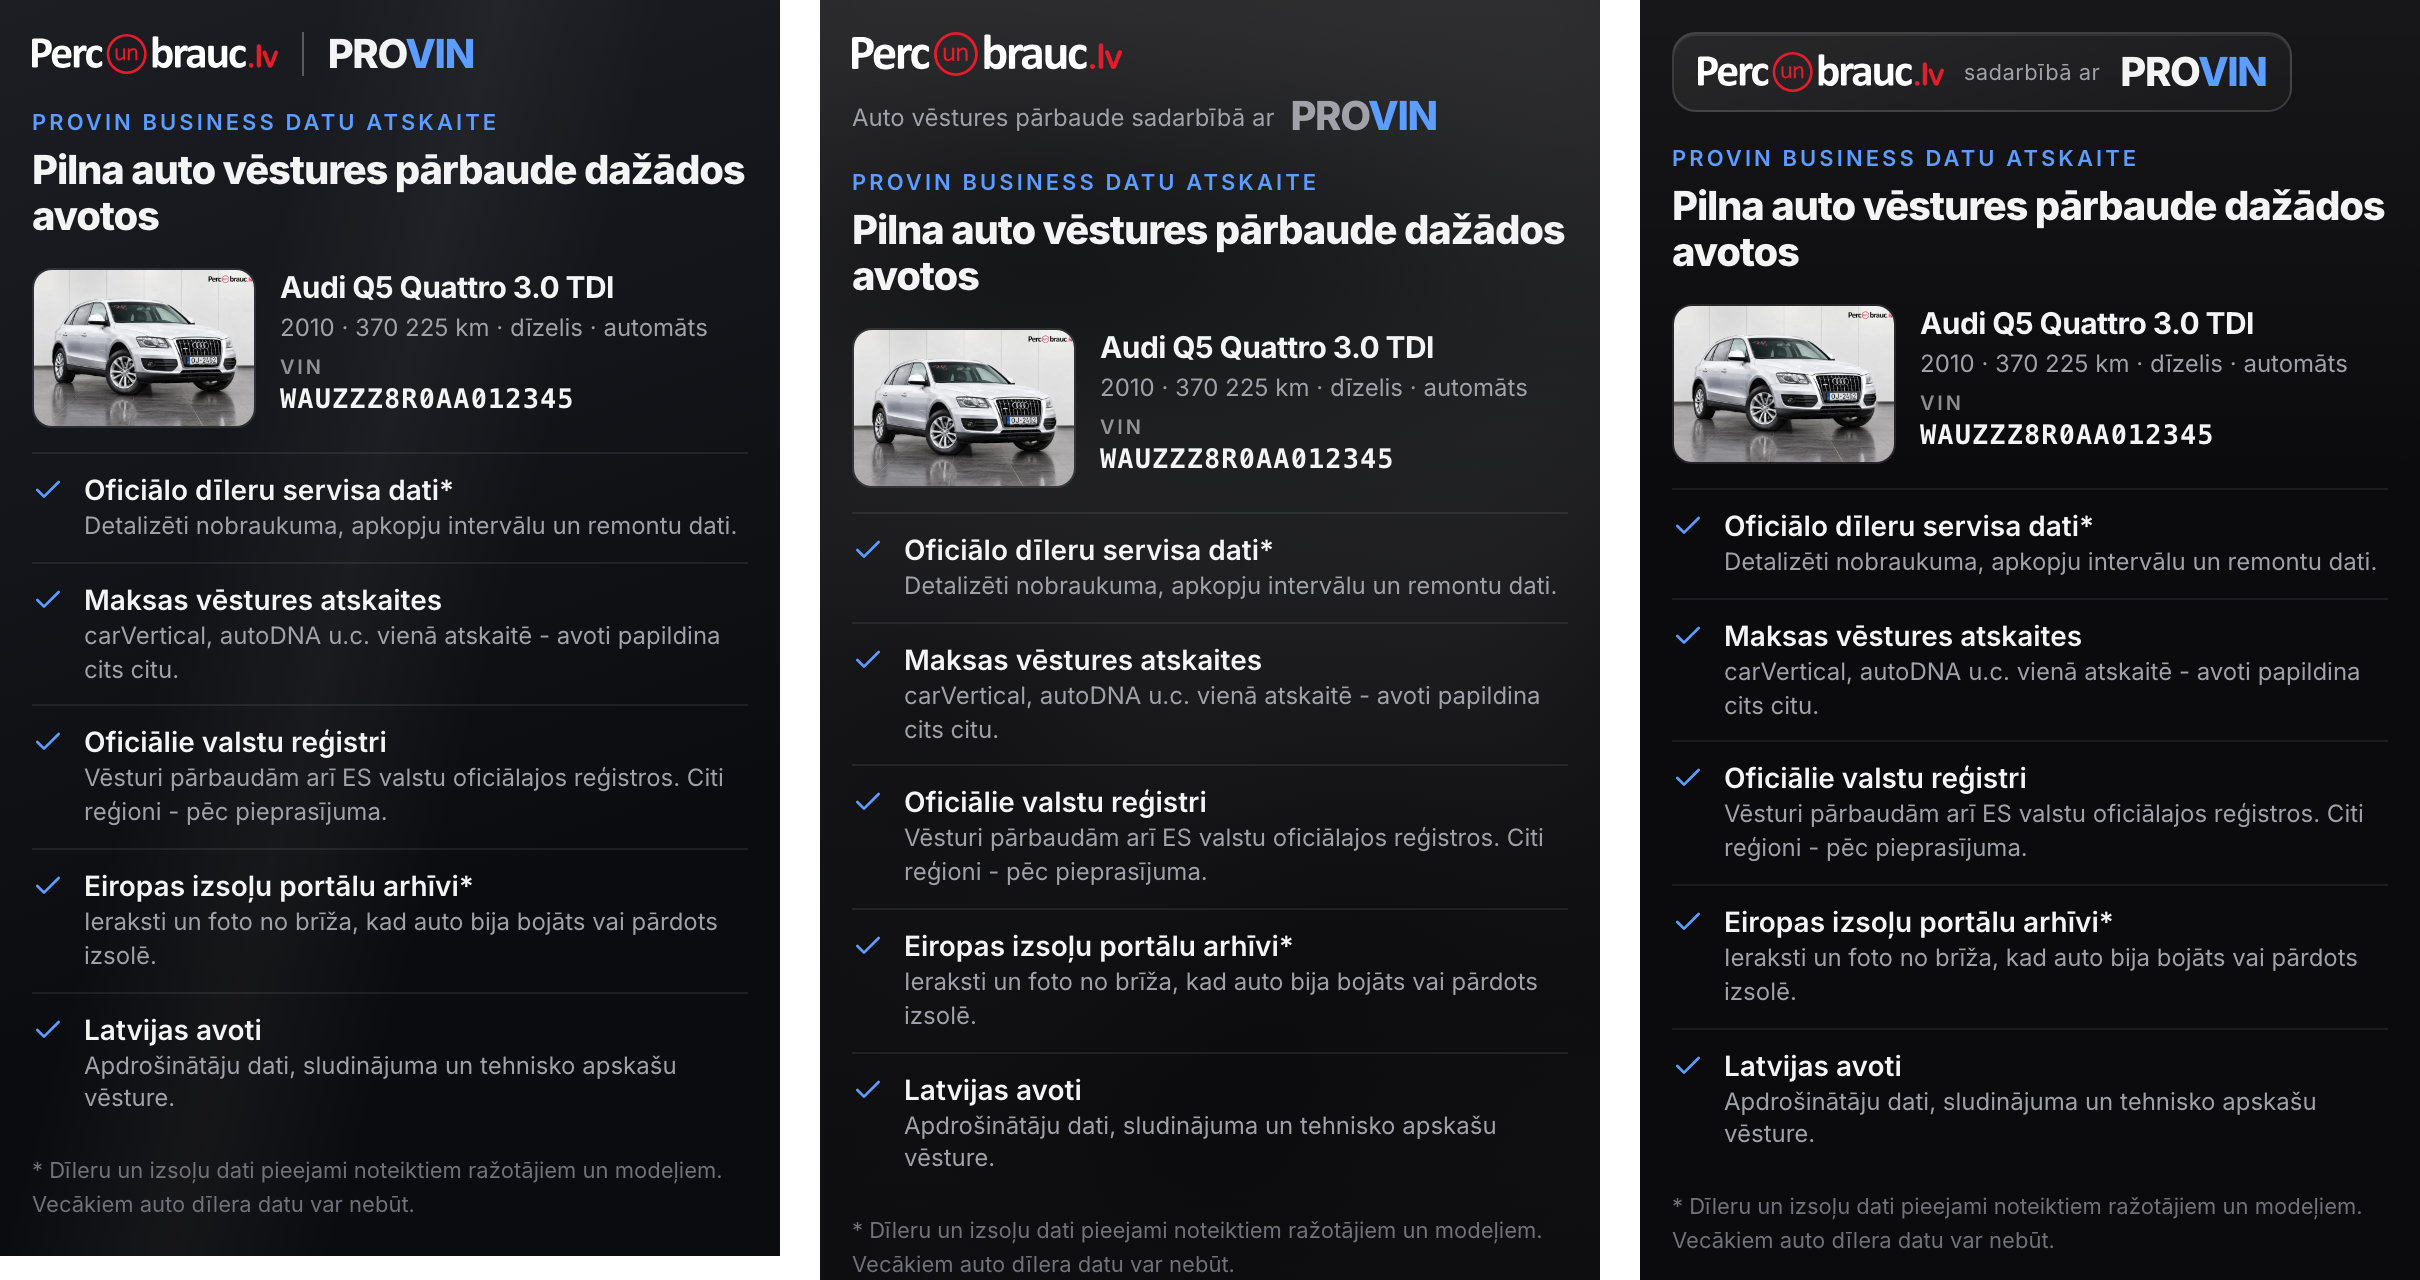 Perc un brauc.lv | PROVIN
PROVIN BUSINESS DATU ATSKAITE
Pilna auto vēstures pārbaude dažādos
avotos
Perc un brauc.lv
Audi Q5 Quattro 3.0 TDI
2010 · 370 225 km · dīzelis · automāts
VIN
WAUZZZ8R0AA012345
Oficiālo dīleru servisa dati*
Detalizēti nobraukuma, apkopju intervālu un remontu dati.
Maksas vēstures atskaites
carVertical, autoDNA u.c. vienā atskaitē - avoti papildina
cits citu.
Oficiālie valstu reģistri
Vēsturi pārbaudām arī ES valstu oficiālajos reģistros. Citi
reģioni - pēc pieprasījuma.
Eiropas izsoļu portālu arhīvi*
Ieraksti un foto no brīža, kad auto bija bojāts vai pārdots
izsolē.
Latvijas avoti
Apdrošinātāju dati, sludinājuma un tehnisko apskašu
vēsture.
* Dīleru un izsoļu dati pieejami noteiktiem ražotājiem un modeļiem.
Vecākiem auto dīlera datu var nebūt.
Perc un brauc.lv
Auto vēstures pārbaude sadarbībā ar PROVIN
PROVIN BUSINESS DATU ATSKAITE
Pilna auto vēstures pārbaude dažādos
avotos
Perc un brauc.lv
Audi Q5 Quattro 3.0 TDI
2010 · 370 225 km · dīzelis · automāts
VIN
WAUZZZ8R0AA012345
Oficiālo dīleru servisa dati*
Detalizēti nobraukuma, apkopju intervālu un remontu dati.
Maksas vēstures atskaites
carVertical, autoDNA u.c. vienā atskaitē - avoti papildina
cits citu.
Oficiālie valstu reģistri
Vēsturi pārbaudām arī ES valstu oficiālajos reģistros. Citi
reģioni - pēc pieprasījuma.
Eiropas izsoļu portālu arhīvi*
Ieraksti un foto no brīža, kad auto bija bojāts vai pārdots
izsolē.
Latvijas avoti
Apdrošinātāju dati, sludinājuma un tehnisko apskašu
vēsture.
* Dīleru un izsoļu dati pieejami noteiktiem ražotājiem un modeļiem.
Vecākiem auto dīlera datu var nebūt.
Perc un brauc.lv sadarbībā ar PROVIN
PROVIN BUSINESS DATU ATSKAITE
Pilna auto vēstures pārbaude dažādos
avotos
Perc un brauc.lv
Audi Q5 Quattro 3.0 TDI
2010 · 370 225 km · dīzelis · automāts
VIN
WAUZZZ8R0AA012345
Oficiālo dīleru servisa dati*
Detalizēti nobraukuma, apkopju intervālu un remontu dati.
Maksas vēstures atskaites
carVertical, autoDNA u.c. vienā atskaitē - avoti papildina
cits citu.
Oficiālie valstu reģistri
Vēsturi pārbaudām arī ES valstu oficiālajos reģistros. Citi
reģioni - pēc pieprasījuma.
Eiropas izsoļu portālu arhīvi*
Ieraksti un foto no brīža, kad auto bija bojāts vai pārdots
izsolē.
Latvijas avoti
Apdrošinātāju dati, sludinājuma un tehnisko apskašu
vēsture.
* Dīleru un izsoļu dati pieejami noteiktiem ražotājiem un modeļiem.
Vecākiem auto dīlera datu var nebūt.